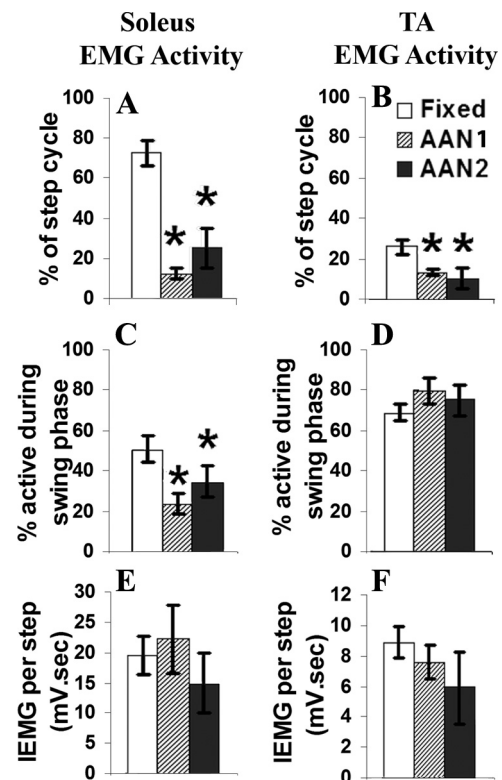 Soleus
EMG Activity
TA
EMG Activity
A
% of step cycle
100
80
60
40
20
0
*
*
B
% of step cycle
100
80
60
40
20
0
* *
Fixed
AAN1
AAN2
C
% active during
swing phase
100
80
60
40
20
0
*
*
D
% active during
swing phase
100
80
60
40
20
0
E
IEMG per step
(mV.sec)
30
25
20
15
10
5
0
F
IEMG per step
(mV.sec)
12
10
8
6
4
2
0